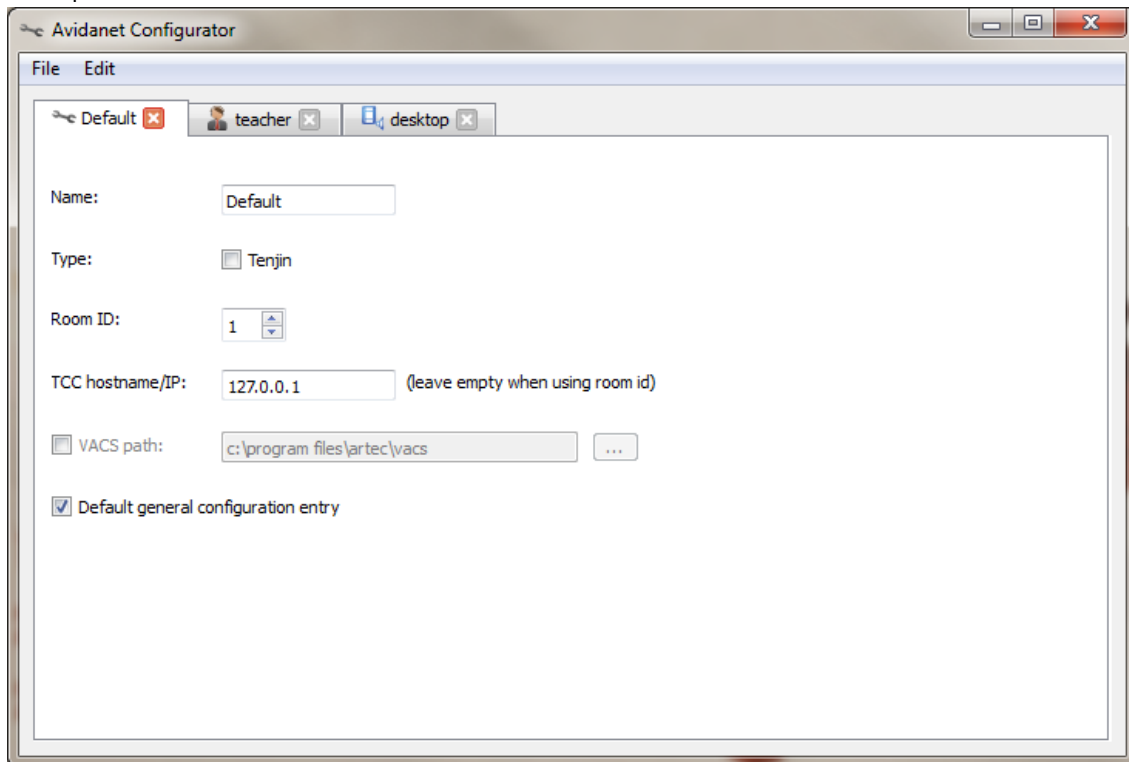 Avidanet Configurator
File Edit
Default teacher desktop
Name: Default
Type: Tenjin
Room ID: 1
TCC hostname/IP: 127.0.0.1 (leave empty when using room id)
VACS path: c:\program files\artec\vacs ...
Default general configuration entry